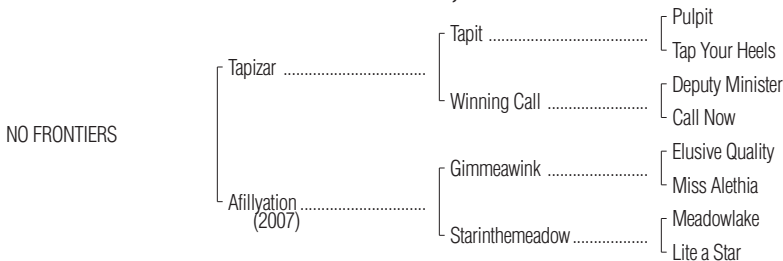 Pulpit
Tapit ........................................
Tap Your Heels
Tapizar ....................................
Deputy Minister
Winning Call .........................
Call Now
NO FRONTIERS
Elusive Quality
Gimmeawink .........................
Miss Alethia
Afillyation ................................
(2007)
Meadowlake
Starinthemeadow...................
Lite a Star